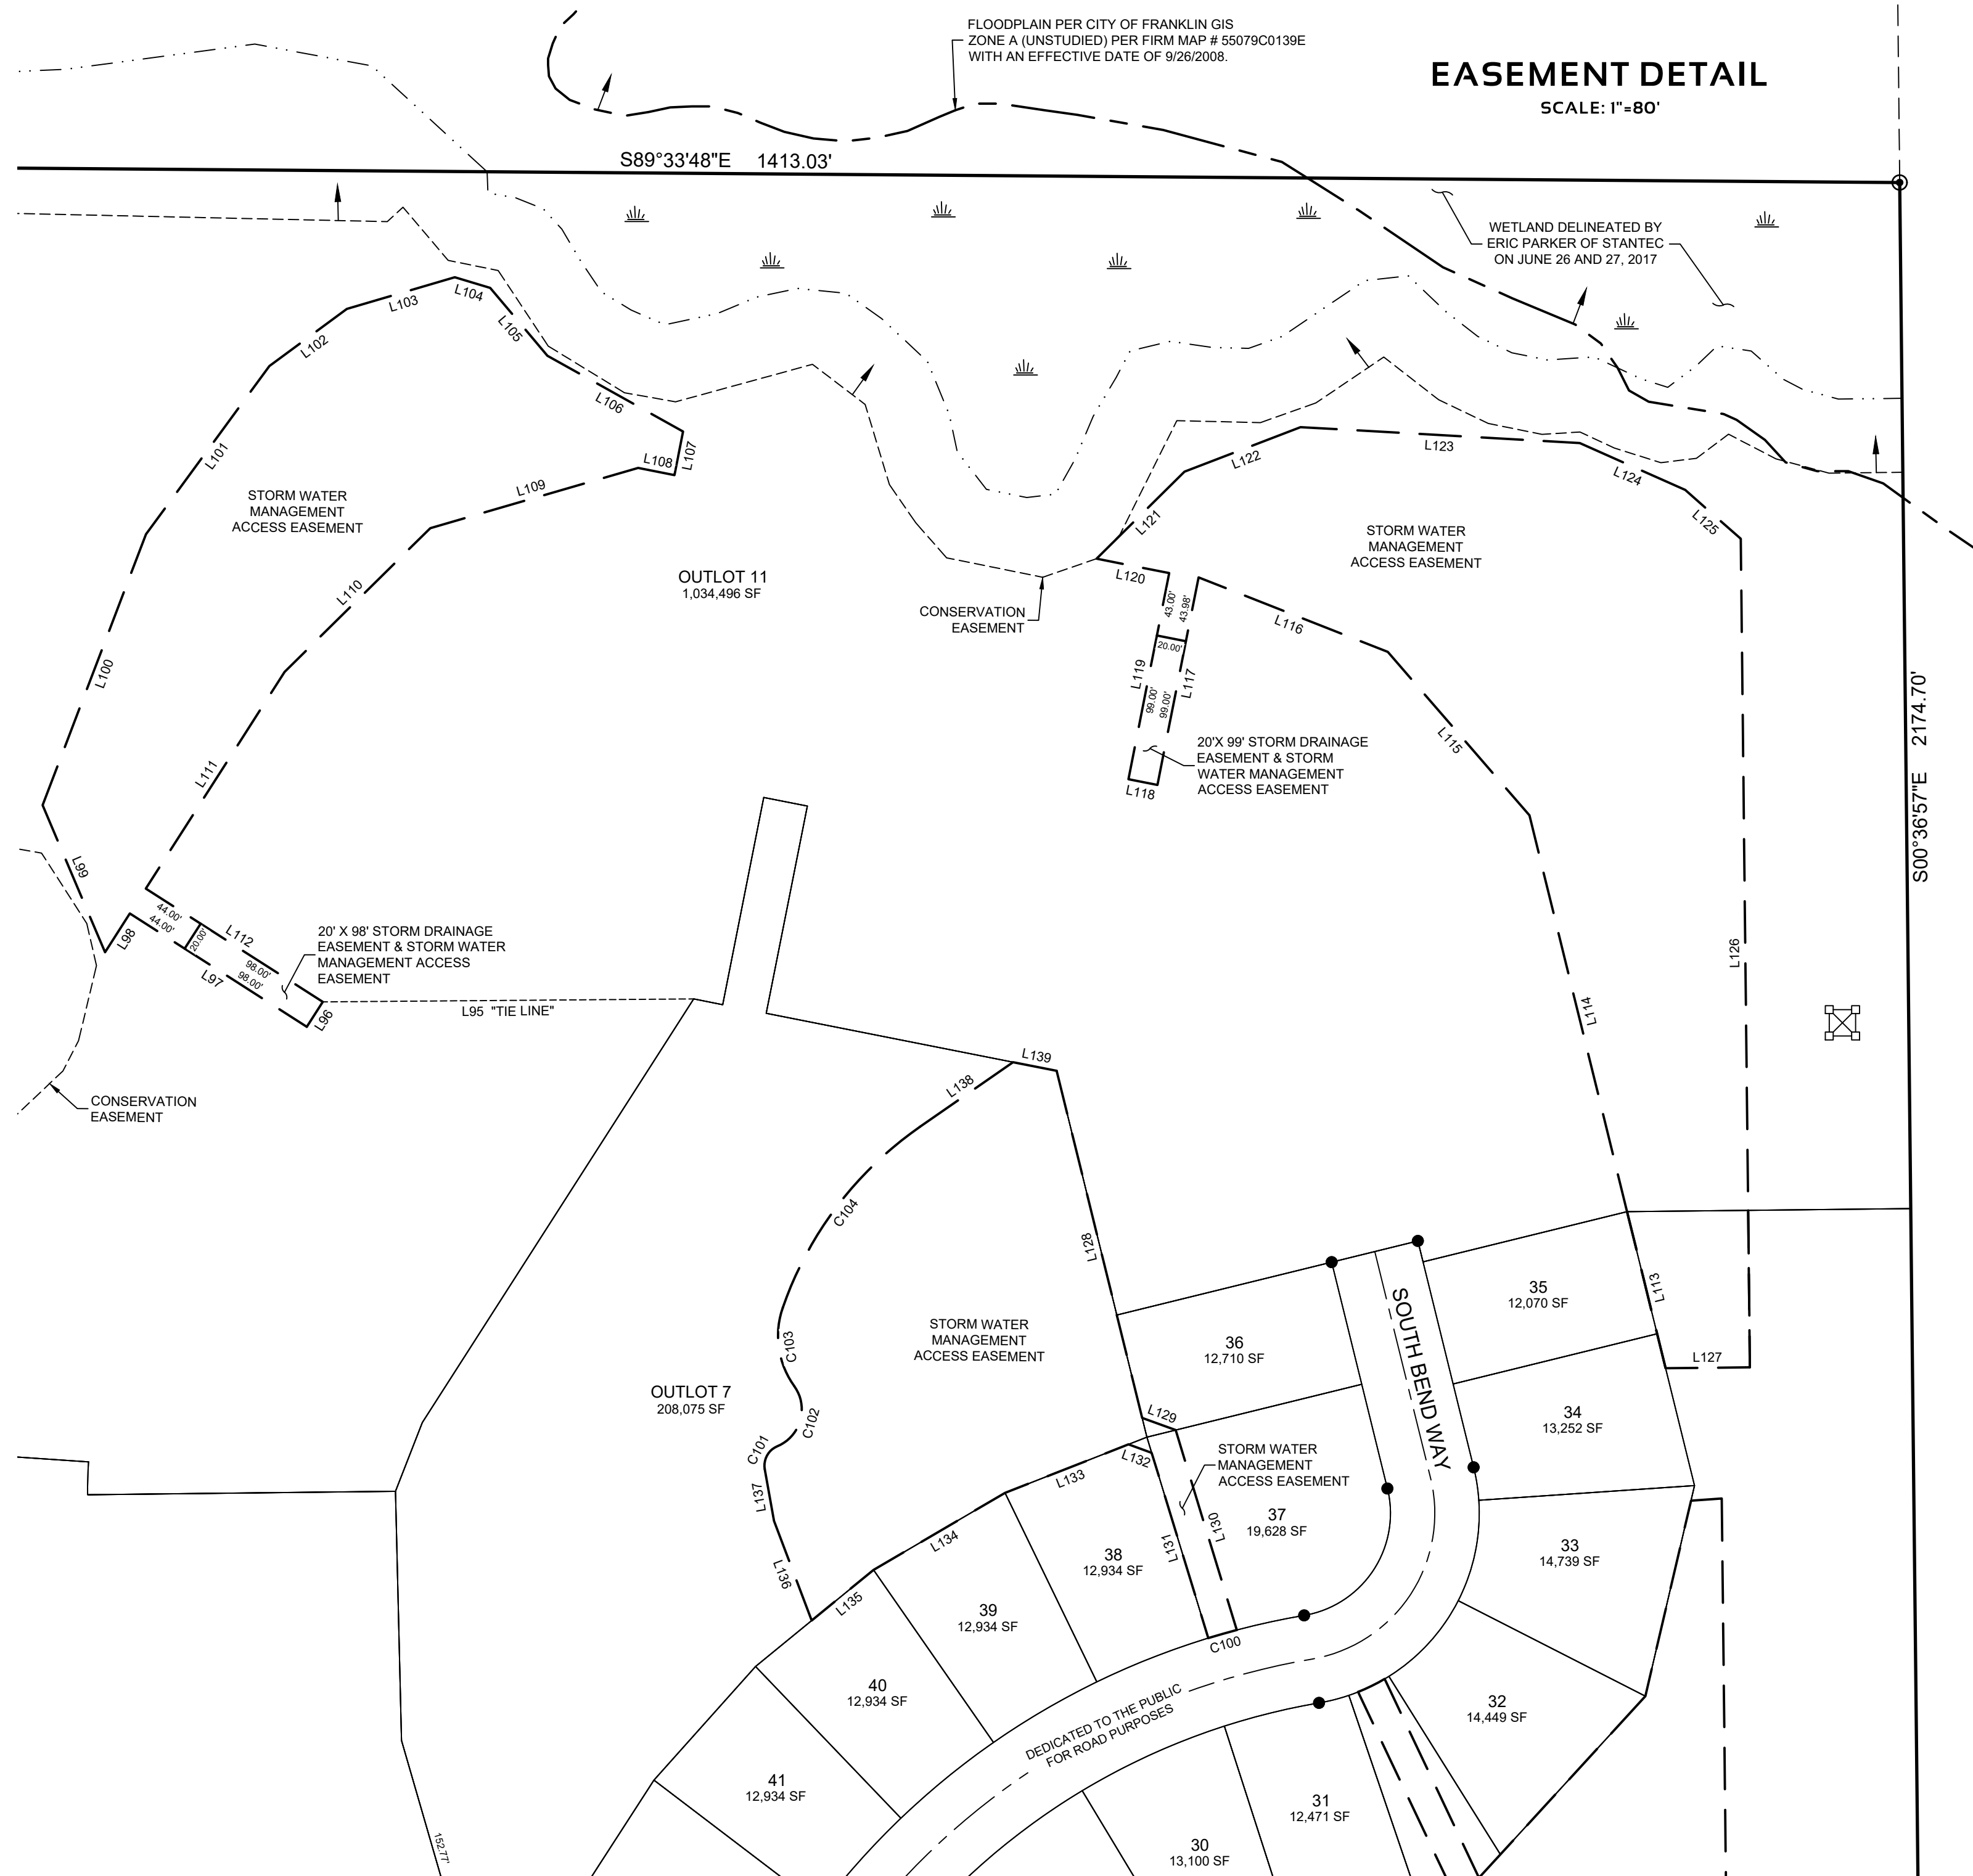 FLOODPLAIN PER CITY OF FRANKLIN GIS
ZONE A (UNSTUDIED) PER FIRM MAP # 55079C0139E
WITH AN EFFECTIVE DATE OF 9/26/2008.
EASEMENT DETAIL
SCALE: 1"=80'
S89°33'48"E 1413.03'
WETLAND DELINEATED BY
ERIC PARKER OF STANTEC
ON JUNE 26 AND 27, 2017
L103
L104
L105
L102
L106
L107
L108
L101
L109
STORM WATER
MANAGEMENT
ACCESS EASEMENT
L110
L100
L111
L99
OUTLOT 11
1,034,496 SF
CONSERVATION
EASEMENT
L122
L123
L124
L125
L121
L120
STORM WATER
MANAGEMENT
ACCESS EASEMENT
43.00'
43.98'
20.00'
L116
L119
L117
99.00'
99.00'
L118
20'X 99' STORM DRAINAGE
EASEMENT & STORM
WATER MANAGEMENT
ACCESS EASEMENT
L115
S00°36'57"E 2174.70'
L126
L114
44.00'
44.00'
20.00'
L98
L112
L97
98.00'
98.00'
L96
20' X 98' STORM DRAINAGE
EASEMENT & STORM WATER
MANAGEMENT ACCESS
EASEMENT
L95 "TIE LINE"
CONSERVATION
EASEMENT
L139
L138
C104
L128
C103
STORM WATER
MANAGEMENT
ACCESS EASEMENT
OUTLOT 7
208,075 SF
C102
C101
L137
L136
L135
L134
L133
L132
L129
L131
L130
C100
STORM WATER
MANAGEMENT
ACCESS EASEMENT
SOUTH BEND WAY
35
12,070 SF
L113
L127
36
12,710 SF
34
13,252 SF
37
19,628 SF
33
14,739 SF
38
12,934 SF
39
12,934 SF
40
12,934 SF
41
12,934 SF
32
14,449 SF
DEDICATED TO THE PUBLIC
FOR ROAD PURPOSES
31
12,471 SF
30
13,100 SF
152.77'